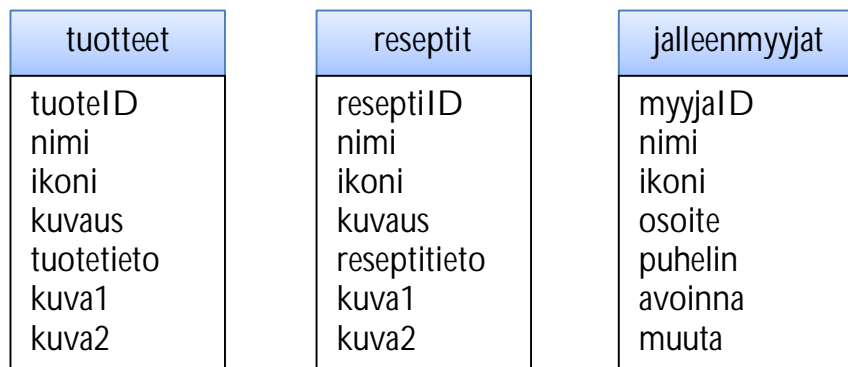 tuotteet
tuoteID
nimi
ikoni
kuvaus
tuotetieto
kuva1
kuva2
reseptit
reseptiID
nimi
ikoni
kuvaus
reseptitieto
kuva1
kuva2
jalleenmyyjat
myyjaID
nimi
ikoni
osoite
puhelin
avoinna
muuta